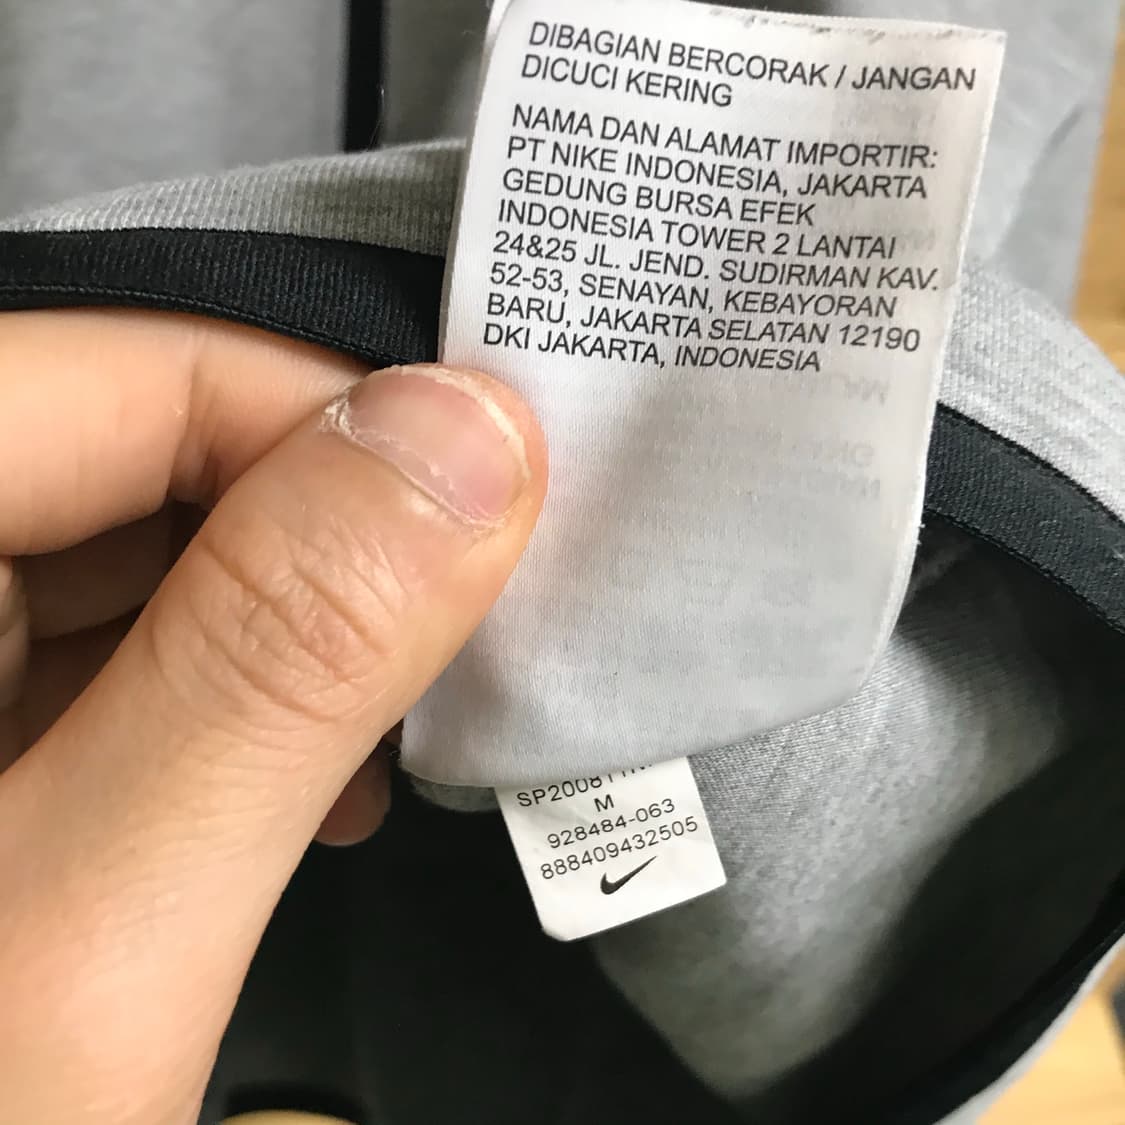 DIBAGIAN BERCORAK / JANGAN
DICUCI KERING
NAMA DAN ALAMAT IMPORTIR:
PT NIKE INDONESIA, JAKARTA
GEDUNG BURSA EFEK
INDONESIA TOWER 2 LANTAI
24&25 JL. JEND. SUDIRMAN KAV.
52-53, SENAYAN, KEBAYORAN
BARU, JAKARTA SELATAN 12190
DKI JAKARTA, INDONESIA
M
928484-063
888409432505